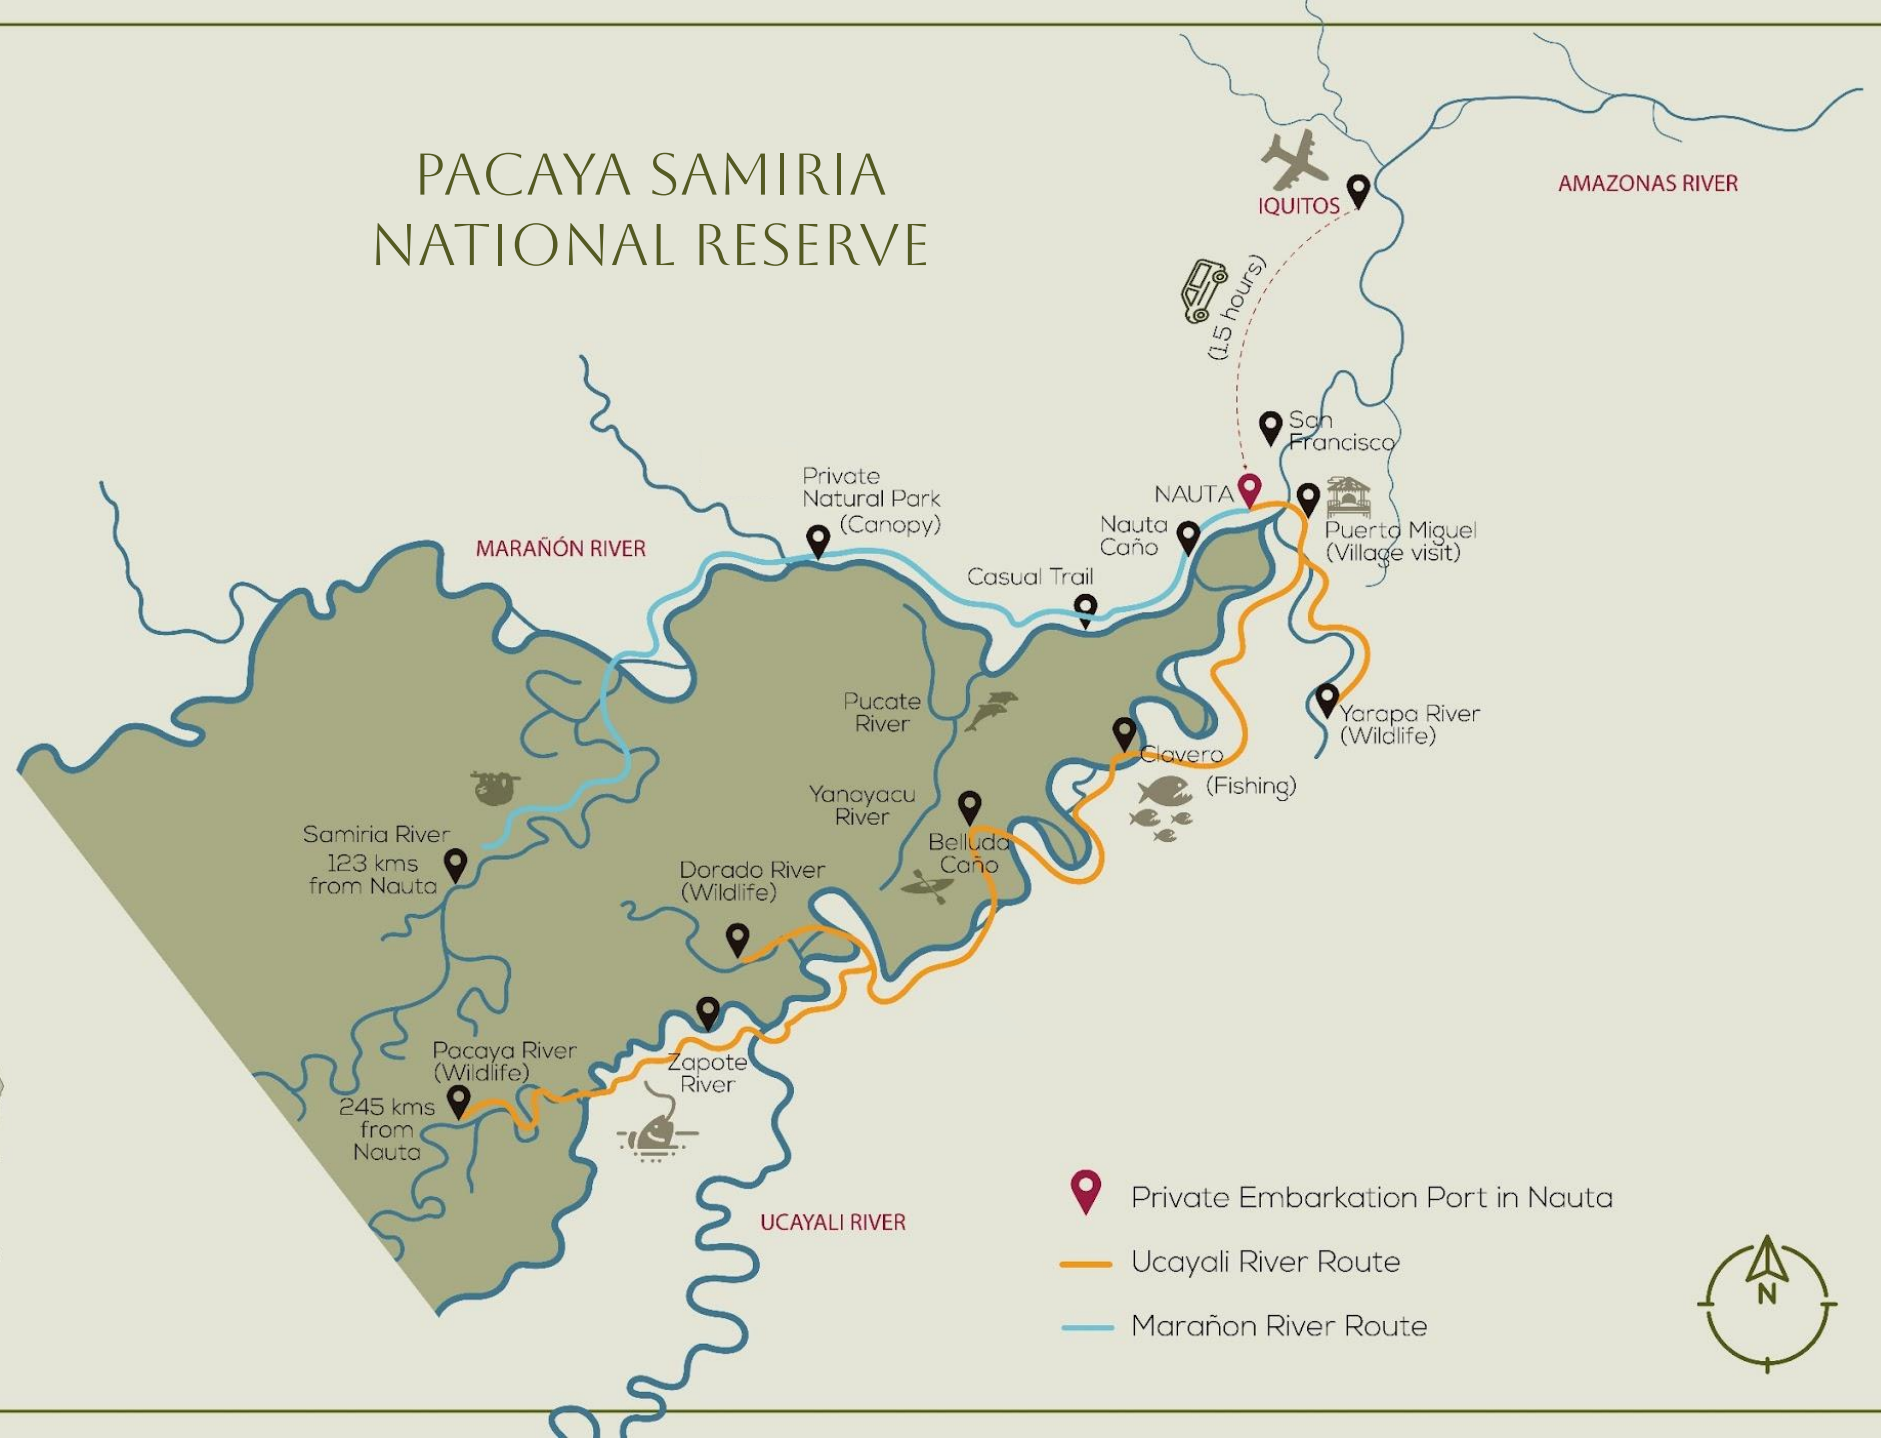 PACAYA SAMIRIA
NATIONAL RESERVE
AMAZONAS RIVER
IQUITOS
(1.5 hours)
San
Francisco
NAUTA
Puerto Miguel
(Village visit)
Nauta
Caño
Private
Natural Park
(Canopy)
MARAÑÓN RIVER
Casual Trail
Pucate
River
Yarapa River
(Wildlife)
Clavero
(Fishing)
Yanayacu
River
Belluda
Caño
Samiria River
123 kms
from Nauta
Dorado River
(Wildlife)
Pacaya River
(Wildlife)
245 kms
from
Nauta
Zapote
River
UCAYALI RIVER
Private Embarkation Port in Nauta
Ucayali River Route
Marañon River Route
N